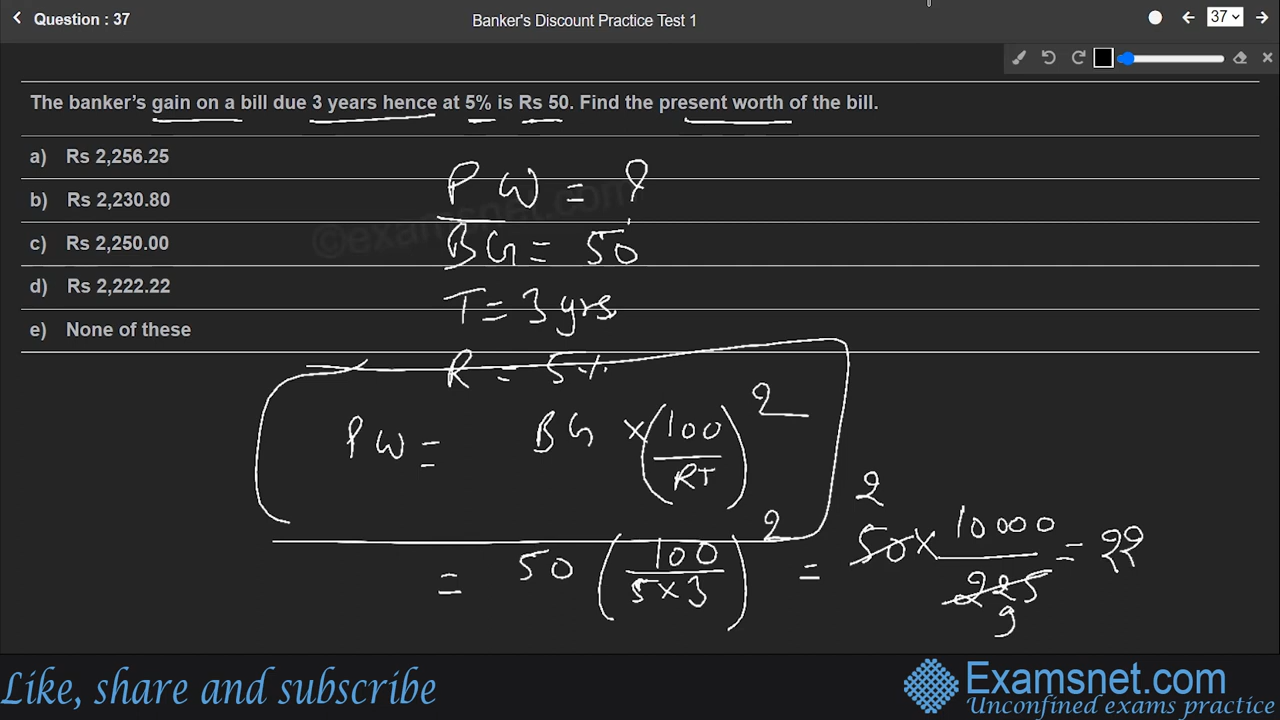 Question : 37
Banker's Discount Practice Test 1
37
The banker's gain on a bill due 3 years hence at 5% is Rs 50. Find the present worth of the bill.
a) Rs 2,256.25
b) Rs 2,230.80
c) Rs 2,250.00
d) Rs 2,222.22
e) None of these
©examsnet.com
PW = ?
BG = 50
T = 3 yrs
R = 5%
PW = BG × (100/RT)²
= 50 (100/5×3)² = 50 × 10000/225 = 22
2
9
Like, share and subscribe
Examsnet.com
Unconfined exams practice